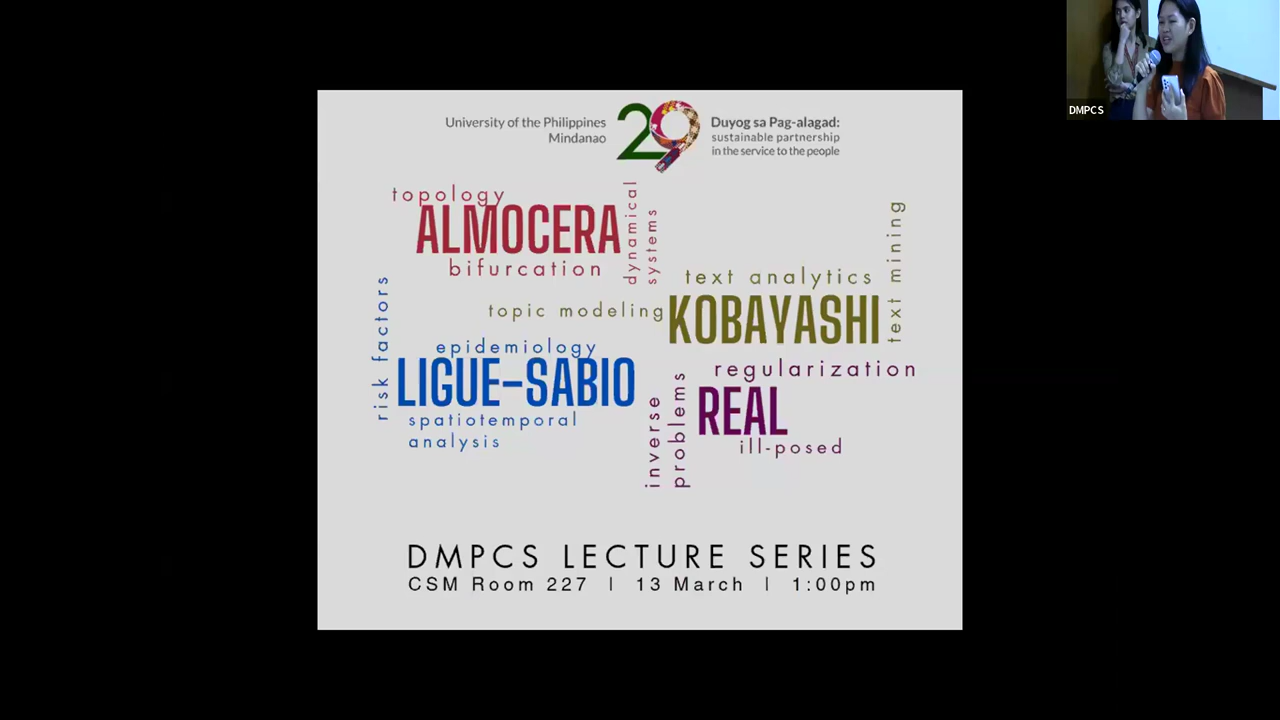 DMPCS
University of the Philippines
Mindanao
29
Duyog sa Pag-alagad:
sustainable partnership
in the service to the people
topology
ALMOCERA
bifurcation
dynamical
systems
text analytics
text mining
topic modeling
KOBAYASHI
risk factors
epidemiology
LIGUE-SABIO
spatiotemporal
analysis
regularization
inverse
problems
REAL
ill-posed
DMPCS LECTURE SERIES
CSM Room 227 | 13 March | 1:00pm